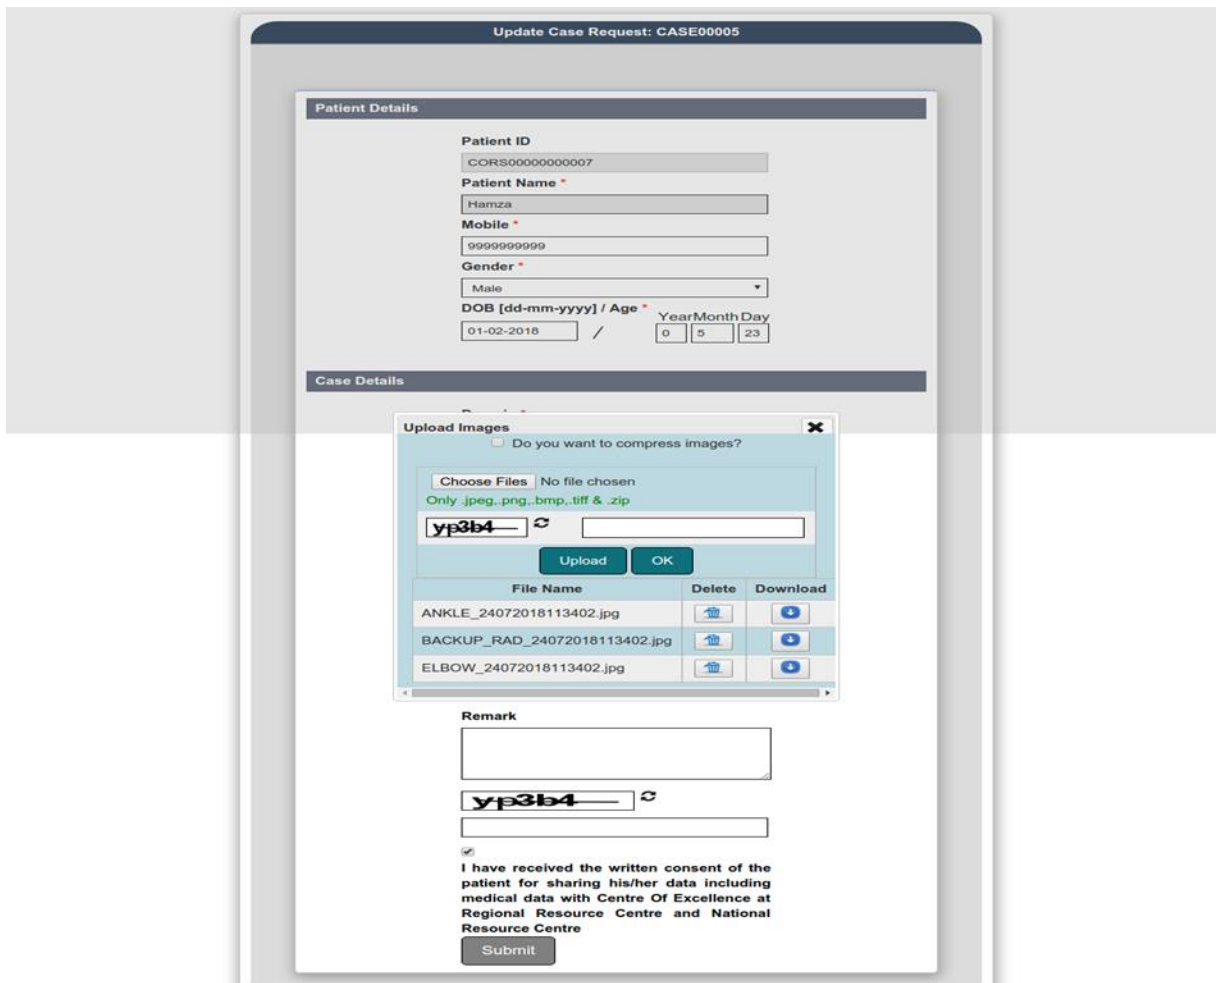 Update Case Request: CASE00005
Patient Details
Patient ID
CORS00000000007
Patient Name *
Hamza
Mobile *
9999999999
Gender *
Male
DOB [dd-mm-yyyy] / Age *
Year Month Day
01-02-2018 / 0 5 23
Case Details
Upload Images
Do you want to compress images?
Choose Files No file chosen
Only .jpeg,.png,.bmp,.tiff & .zip
yp3b4
Upload OK
File Name Delete Download
ANKLE_24072018113402.jpg
BACKUP_RAD_24072018113402.jpg
ELBOW_24072018113402.jpg
Remark
yp3b4
I have received the written consent of the
patient for sharing his/her data including
medical data with Centre Of Excellence at
Regional Resource Centre and National
Resource Centre
Submit